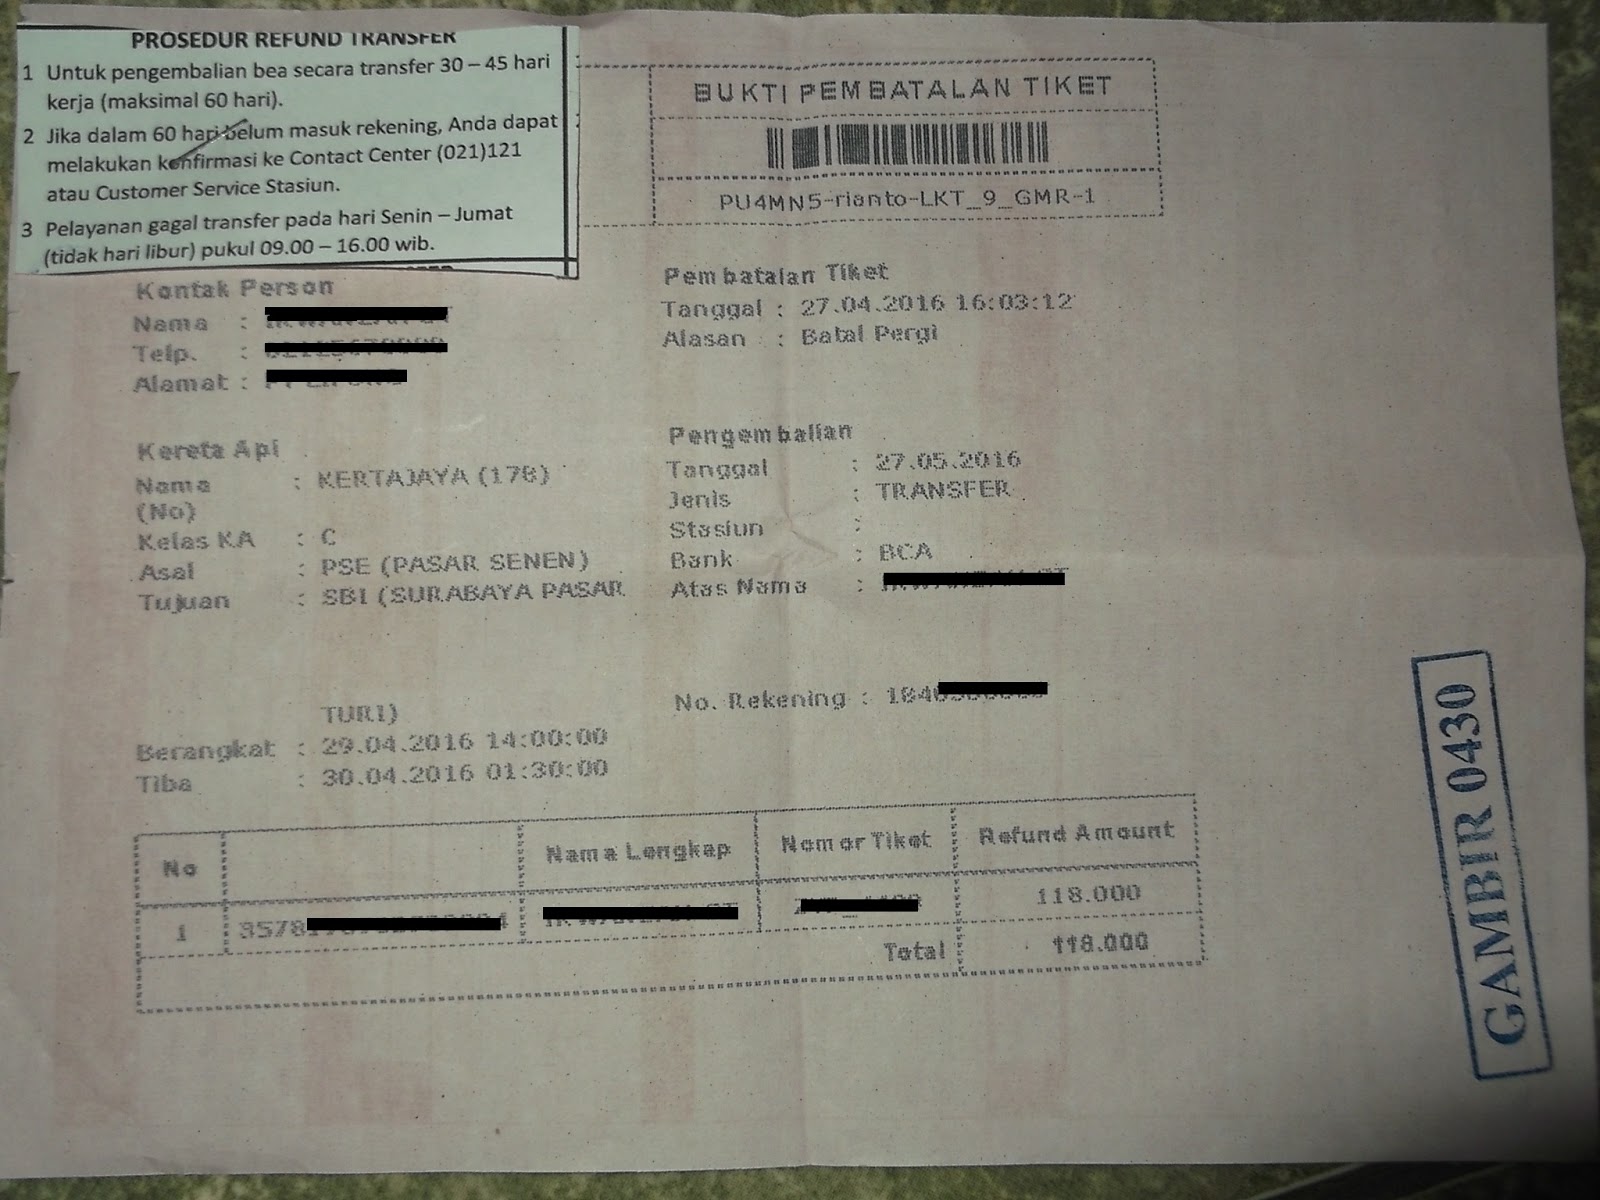 PROSEDUR REFUND TRANSFER
1 Untuk pengembalian bea secara transfer 30 – 45 hari
kerja (maksimal 60 hari).
2 Jika dalam 60 hari belum masuk rekening, Anda dapat
melakukan konfirmasi ke Contact Center (021)121
atau Customer Service Stasiun.
3 Pelayanan gagal transfer pada hari Senin – Jumat
(tidak hari libur) pukul 09.00 – 16.00 wib.
BUKTI PEMBATALAN TIKET
PU4MN5-rianto-LKT_9_GMR-1
Kontak Person
Nama :
Telp. :
Alamat :
Pembatalan Tiket
Tanggal : 27.04.2016 16:03:12
Alasan : Batal Pergi
Kereta Api
Nama : KERTAJAYA (178)
(No)
Kelas KA : C
Asal : PSE (PASAR SENEN)
Tujuan : SBI (SURABAYA PASAR
TURI)
Berangkat : 29.04.2016 14:00:00
Tiba : 30.04.2016 01:30:00
Pengembalian
Tanggal : 27.05.2016
Jenis : TRANSFER
Stasiun :
Bank : BCA
Atas Nama :
No. Rekening : 1840
No Nama Lengkap Nomor Tiket Refund Amount
1 3578 118.000
Total 118.000
GAMBIR 0430